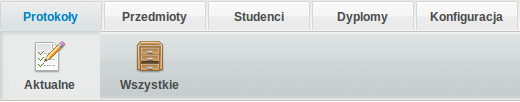 Protokoły Przedmioty Studenci Dyplomy Konfiguracja
Aktualne Wszystkie